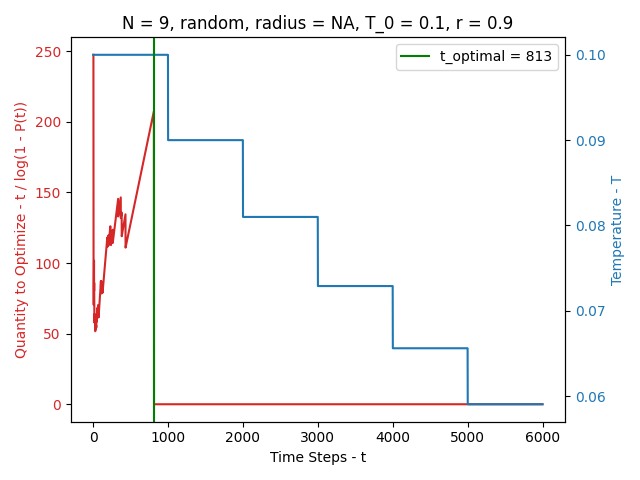 N = 9, random, radius = NA, T_0 = 0.1, r = 0.9
t_optimal = 813
Quantity to Optimize - t / log(1 - P(t))
250
200
150
100
50
0
0.10
0.09
0.08
0.07
0.06
Temperature - T
0 1000 2000 3000 4000 5000 6000
Time Steps - t